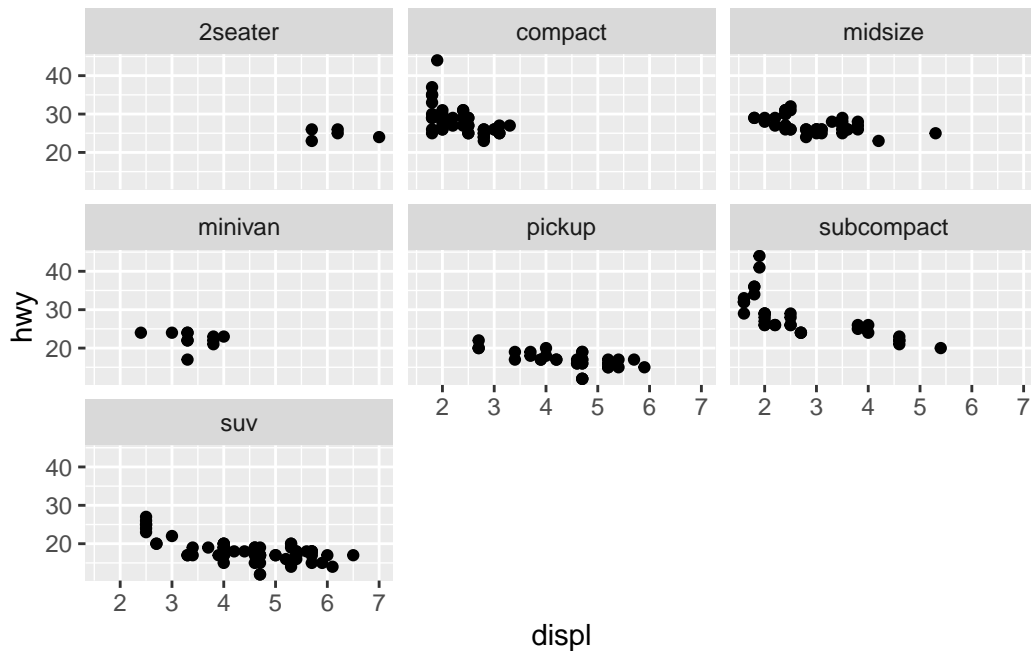 2seater compact midsize
40
30
20
minivan pickup subcompact
40
30
20
2 3 4 5 6 7 2 3 4 5 6 7
suv
40
30
20
2 3 4 5 6 7
hwy
displ